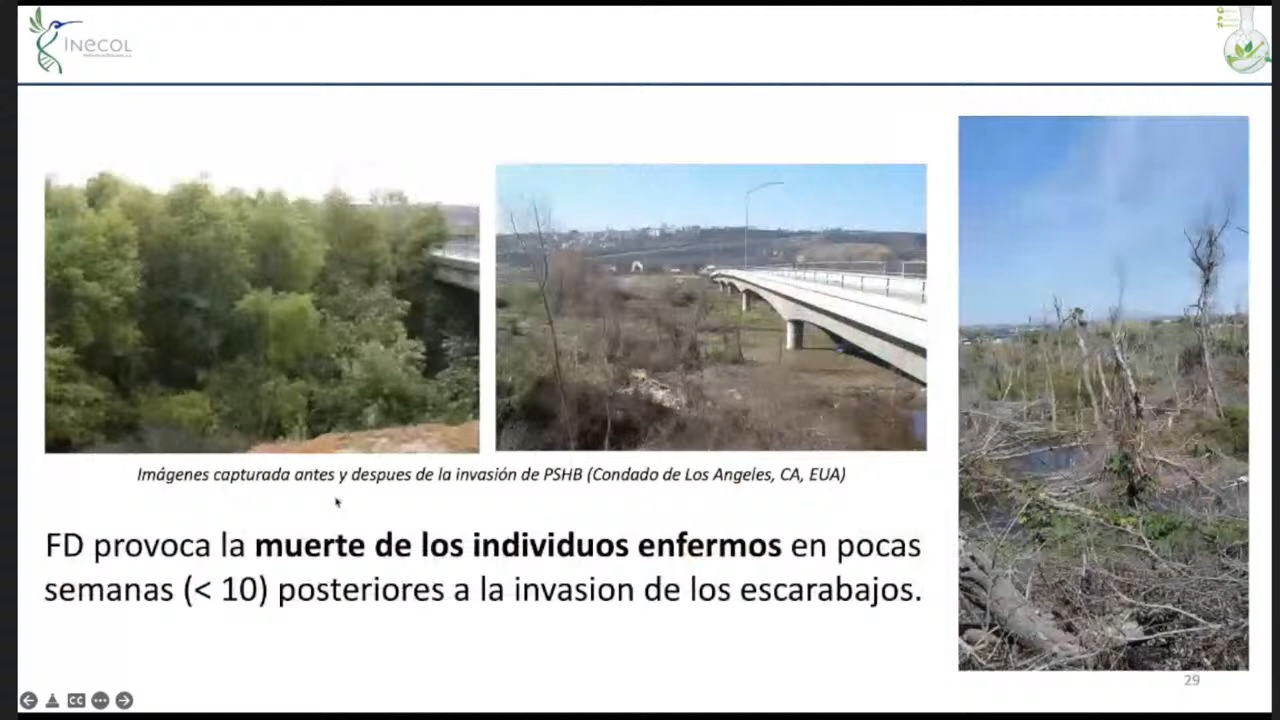 INECOL
Imágenes capturada antes y despues de la invasión de PSHB (Condado de Los Angeles, CA, EUA)
FD provoca la muerte de los individuos enfermos en pocas
semanas (< 10) posteriores a la invasion de los escarabajos.
29
CC